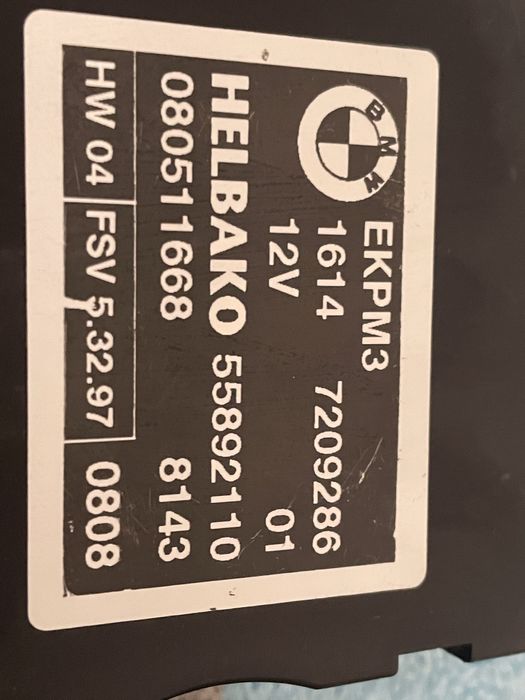 BMW
EKPM3
1614 7209286
12V 01
HELBAKO 55892110
080511668 8143
HW 04 FSV 5.32.97 0808